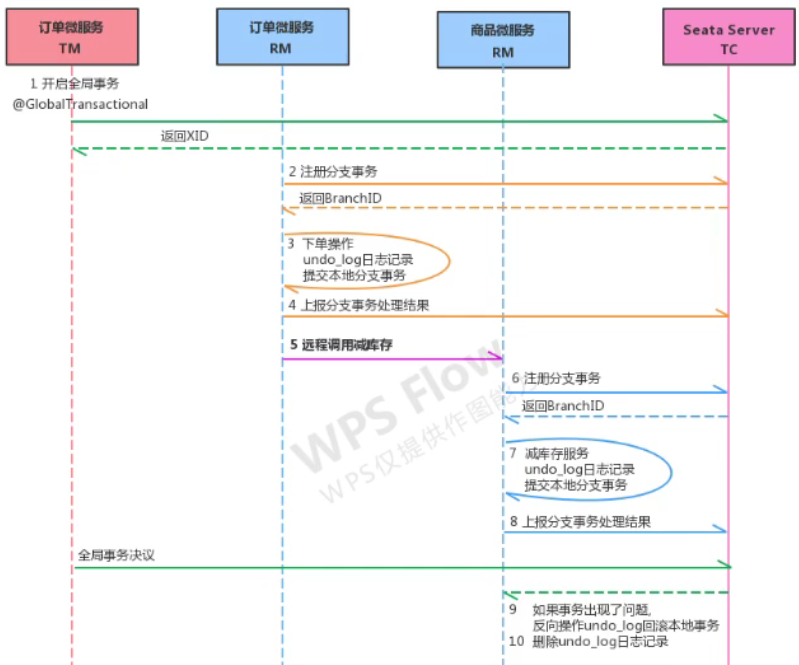 订单微服务
TM
订单微服务
RM
商品微服务
RM
Seata Server
TC
1 开启全局事务
@GlobalTransactional
返回XID
2 注册分支事务
返回BranchID
3 下单操作
undo_log日志记录
提交本地分支事务
4 上报分支事务处理结果
5 远程调用减库存
6 注册分支事务
返回BranchID
7 减库存服务
undo_log日志记录
提交本地分支事务
8 上报分支事务处理结果
全局事务决议
9 如果事务出现了问题,
反向操作undo_log回滚本地事务
10 删除undo_log日志记录
WPS Flow
WPS仅提供作图能力